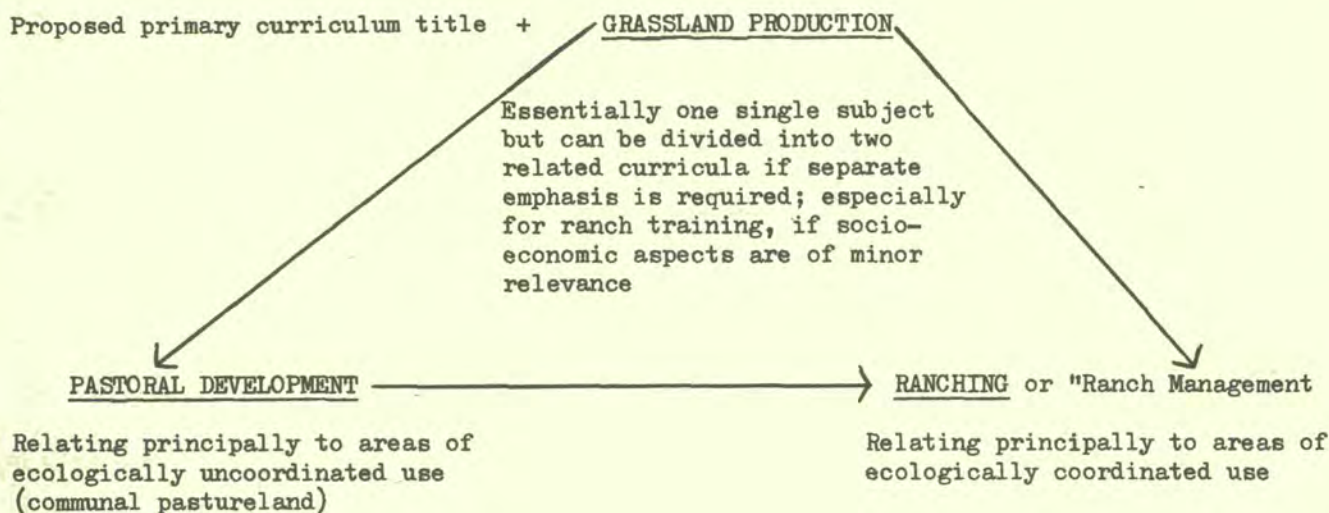 Proposed primary curriculum title + GRASSLAND PRODUCTION
Essentially one single subject
but can be divided into two
related curricula if separate
emphasis is required; especially
for ranch training, if socio-
economic aspects are of minor
relevance
PASTORAL DEVELOPMENT
RANCHING or "Ranch Management
Relating principally to areas of
ecologically uncoordinated use
(communal pastureland)
Relating principally to areas of
ecologically coordinated use